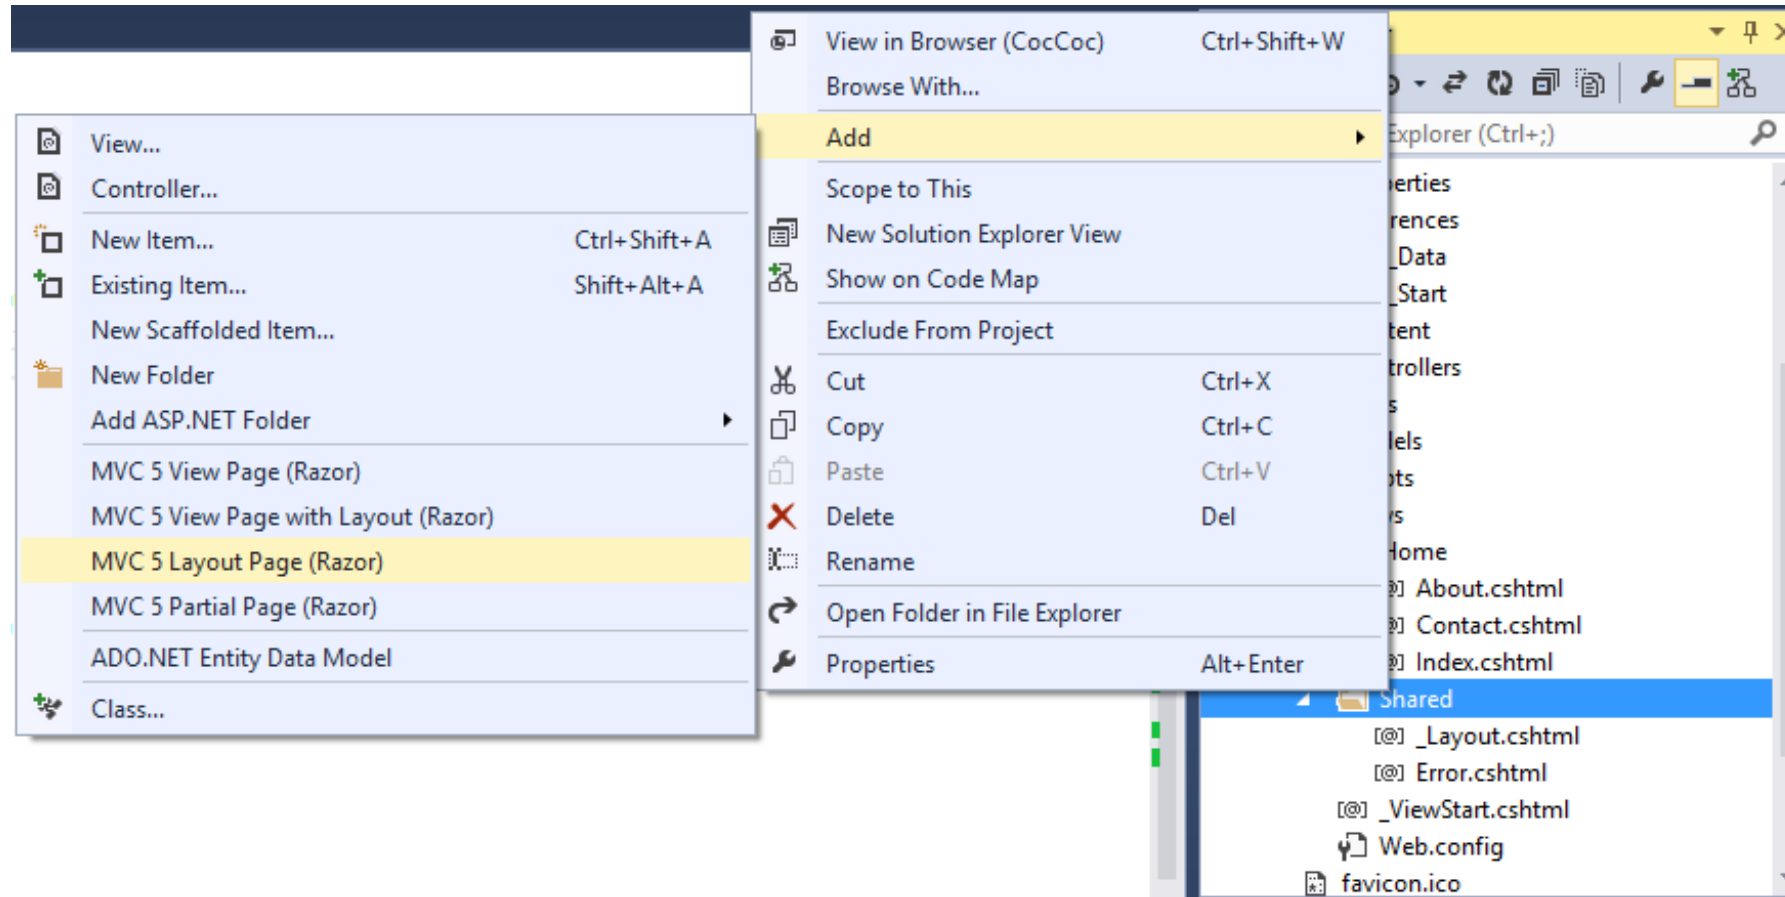 View...
Controller...
New Item... Ctrl+Shift+A
Existing Item... Shift+Alt+A
New Scaffolded Item...
New Folder
Add ASP.NET Folder
MVC 5 View Page (Razor)
MVC 5 View Page with Layout (Razor)
MVC 5 Layout Page (Razor)
MVC 5 Partial Page (Razor)
ADO.NET Entity Data Model
Class...
View in Browser (CocCoc) Ctrl+Shift+W
Browse With...
Add
Scope to This
New Solution Explorer View
Show on Code Map
Exclude From Project
Cut Ctrl+X
Copy Ctrl+C
Paste Ctrl+V
Delete Del
Rename
Open Folder in File Explorer
Properties Alt+Enter
Explorer (Ctrl+;)
erties
rences
_Data
_Start
tent
trollers
s
lels
ots
s
Home
About.cshtml
Contact.cshtml
Index.cshtml
Shared
[@] _Layout.cshtml
[@] Error.cshtml
[@] _ViewStart.cshtml
Web.config
favicon.ico